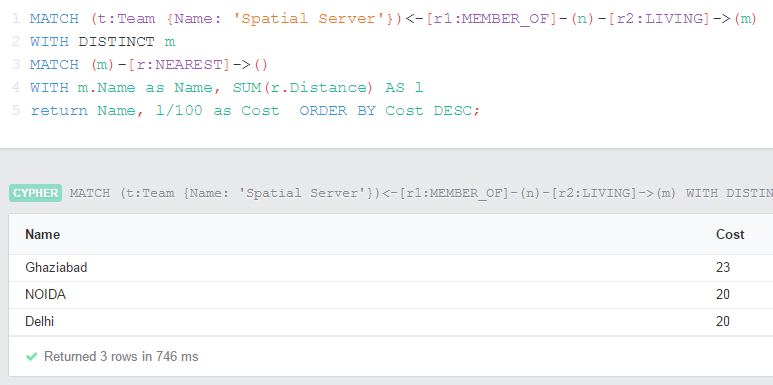 1 MATCH (t:Team {Name: 'Spatial Server'})<-[r1:MEMBER_OF]-(n)-[r2:LIVING]->(m)
2 WITH DISTINCT m
3 MATCH (m)-[r:NEAREST]->()
4 WITH m.Name as Name, SUM(r.Distance) AS l
5 return Name, l/100 as Cost  ORDER BY Cost DESC;
CYPHER MATCH (t:Team {Name: 'Spatial Server'})<-[r1:MEMBER_OF]-(n)-[r2:LIVING]->(m) WITH DISTIN
Name Cost
Ghaziabad 23
NOIDA 20
Delhi 20
Returned 3 rows in 746 ms